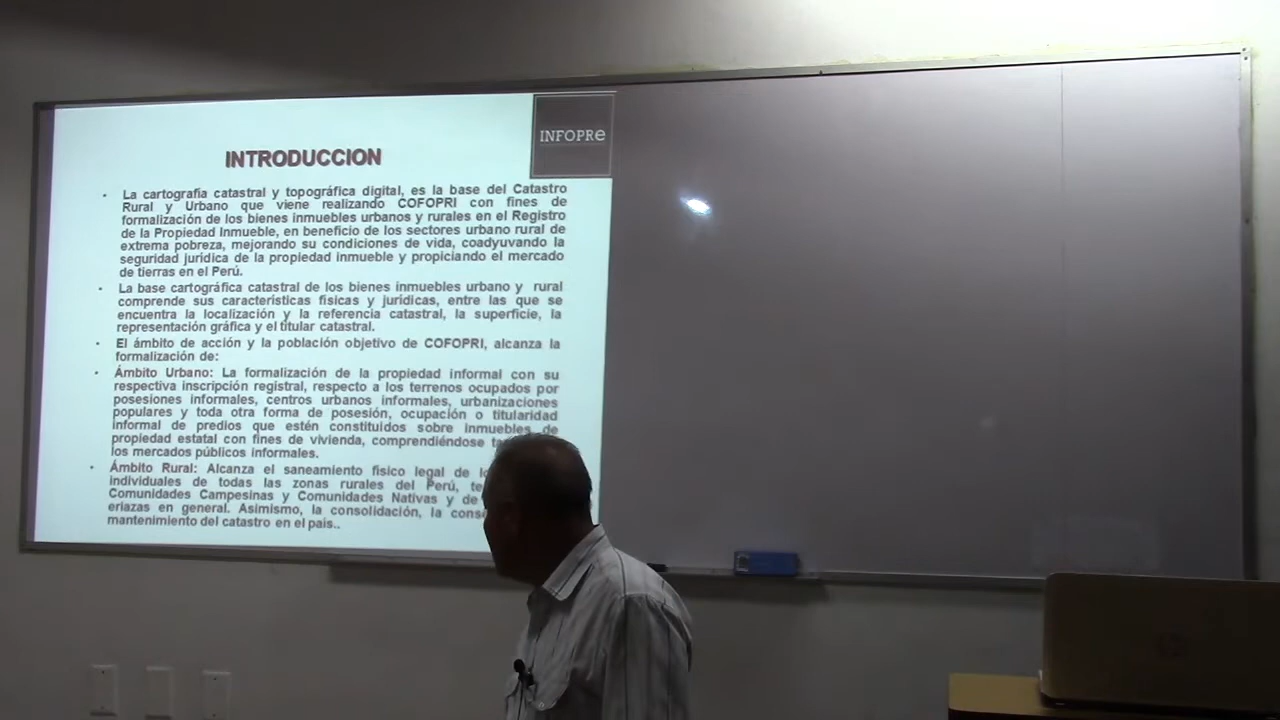 INFOPRe
INTRODUCCION
• La cartografía catastral y topográfica digital, es la base del Catastro
Rural y Urbano que viene realizando COFOPRI con fines de
formalización de los bienes inmuebles urbanos y rurales en el Registro
de la Propiedad Inmueble, en beneficio de los sectores urbano rural de
extrema pobreza, mejorando su condiciones de vida, coadyuvando la
seguridad jurídica de la propiedad inmueble y propiciando el mercado
de tierras en el Perú.
• La base cartográfica catastral de los bienes inmuebles urbano y rural
comprende sus características físicas y jurídicas, entre las que se
encuentra la localización y la referencia catastral, la superficie, la
representación gráfica y el titular catastral.
• El ámbito de acción y la población objetivo de COFOPRI, alcanza la
formalización de:
• Ámbito Urbano: La formalización de la propiedad informal con su
respectiva inscripción registral, respecto a los terrenos ocupados por
posesiones informales, centros urbanos informales, urbanizaciones
populares y toda otra forma de posesión, ocupación o titularidad
informal de predios que estén constituidos sobre inmuebles de
propiedad estatal con fines de vivienda, comprendiéndose
los mercados públicos informales.
• Ámbito Rural: Alcanza el saneamiento físico legal de
individuales de todas las zonas rurales del Perú,
Comunidades Campesinas y Comunidades Nativas y de
eriazas en general. Asimismo, la consolidación, la
mantenimiento del catastro en el país..